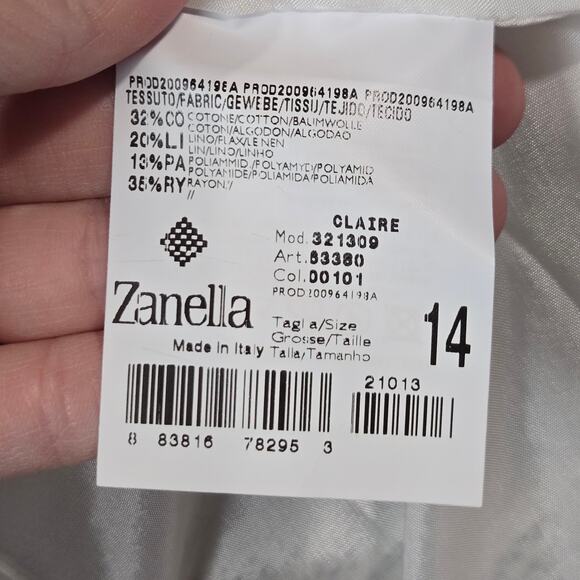 PROD200964198A PROD200964198A PROD200964198A
TESSUTO/FABRIC/GEWEBE/TISSU/TEJIDO/TECIDO
32%CO COTONE/COTTON/BAUMWOLLE
COTON/ALGODON/ALGODAO
20%LI LINO/FLAX/LEINEN
LIN/LINO/LINHO
13%PA POLIAMMID./POLYAMYD/POLYAMID
POLYAMIDE/POLIAMIDA/POLIAMIDA
35%RY RAYON//
//
CLAIRE
Mod. 321309
Art. 63380
Col. 00101
PROD200964198A
Zanella
Made in Italy
Taglia/Size
Grosse/Taille
Talla/Tamanho
14
21013
8 83816 78295 3